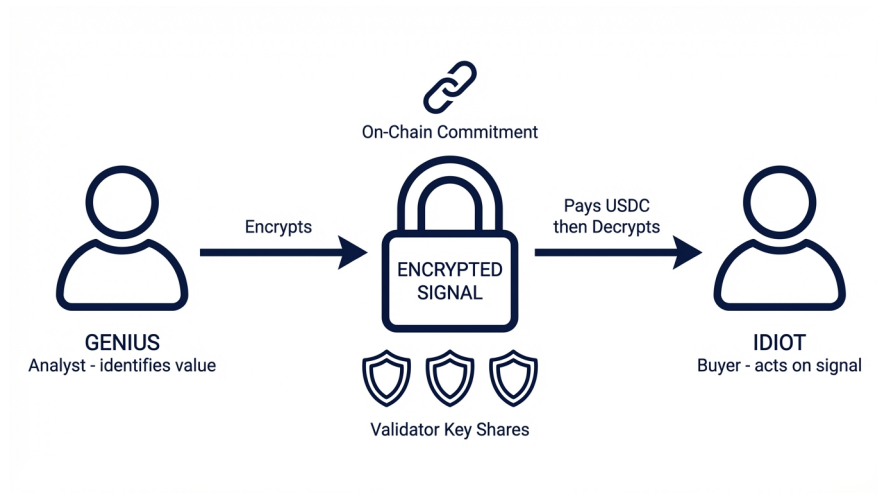 On-Chain Commitment
Encrypts
Pays USDC
then Decrypts
ENCRYPTED
SIGNAL
GENIUS
Analyst - identifies value
IDIOT
Buyer - acts on signal
Validator Key Shares